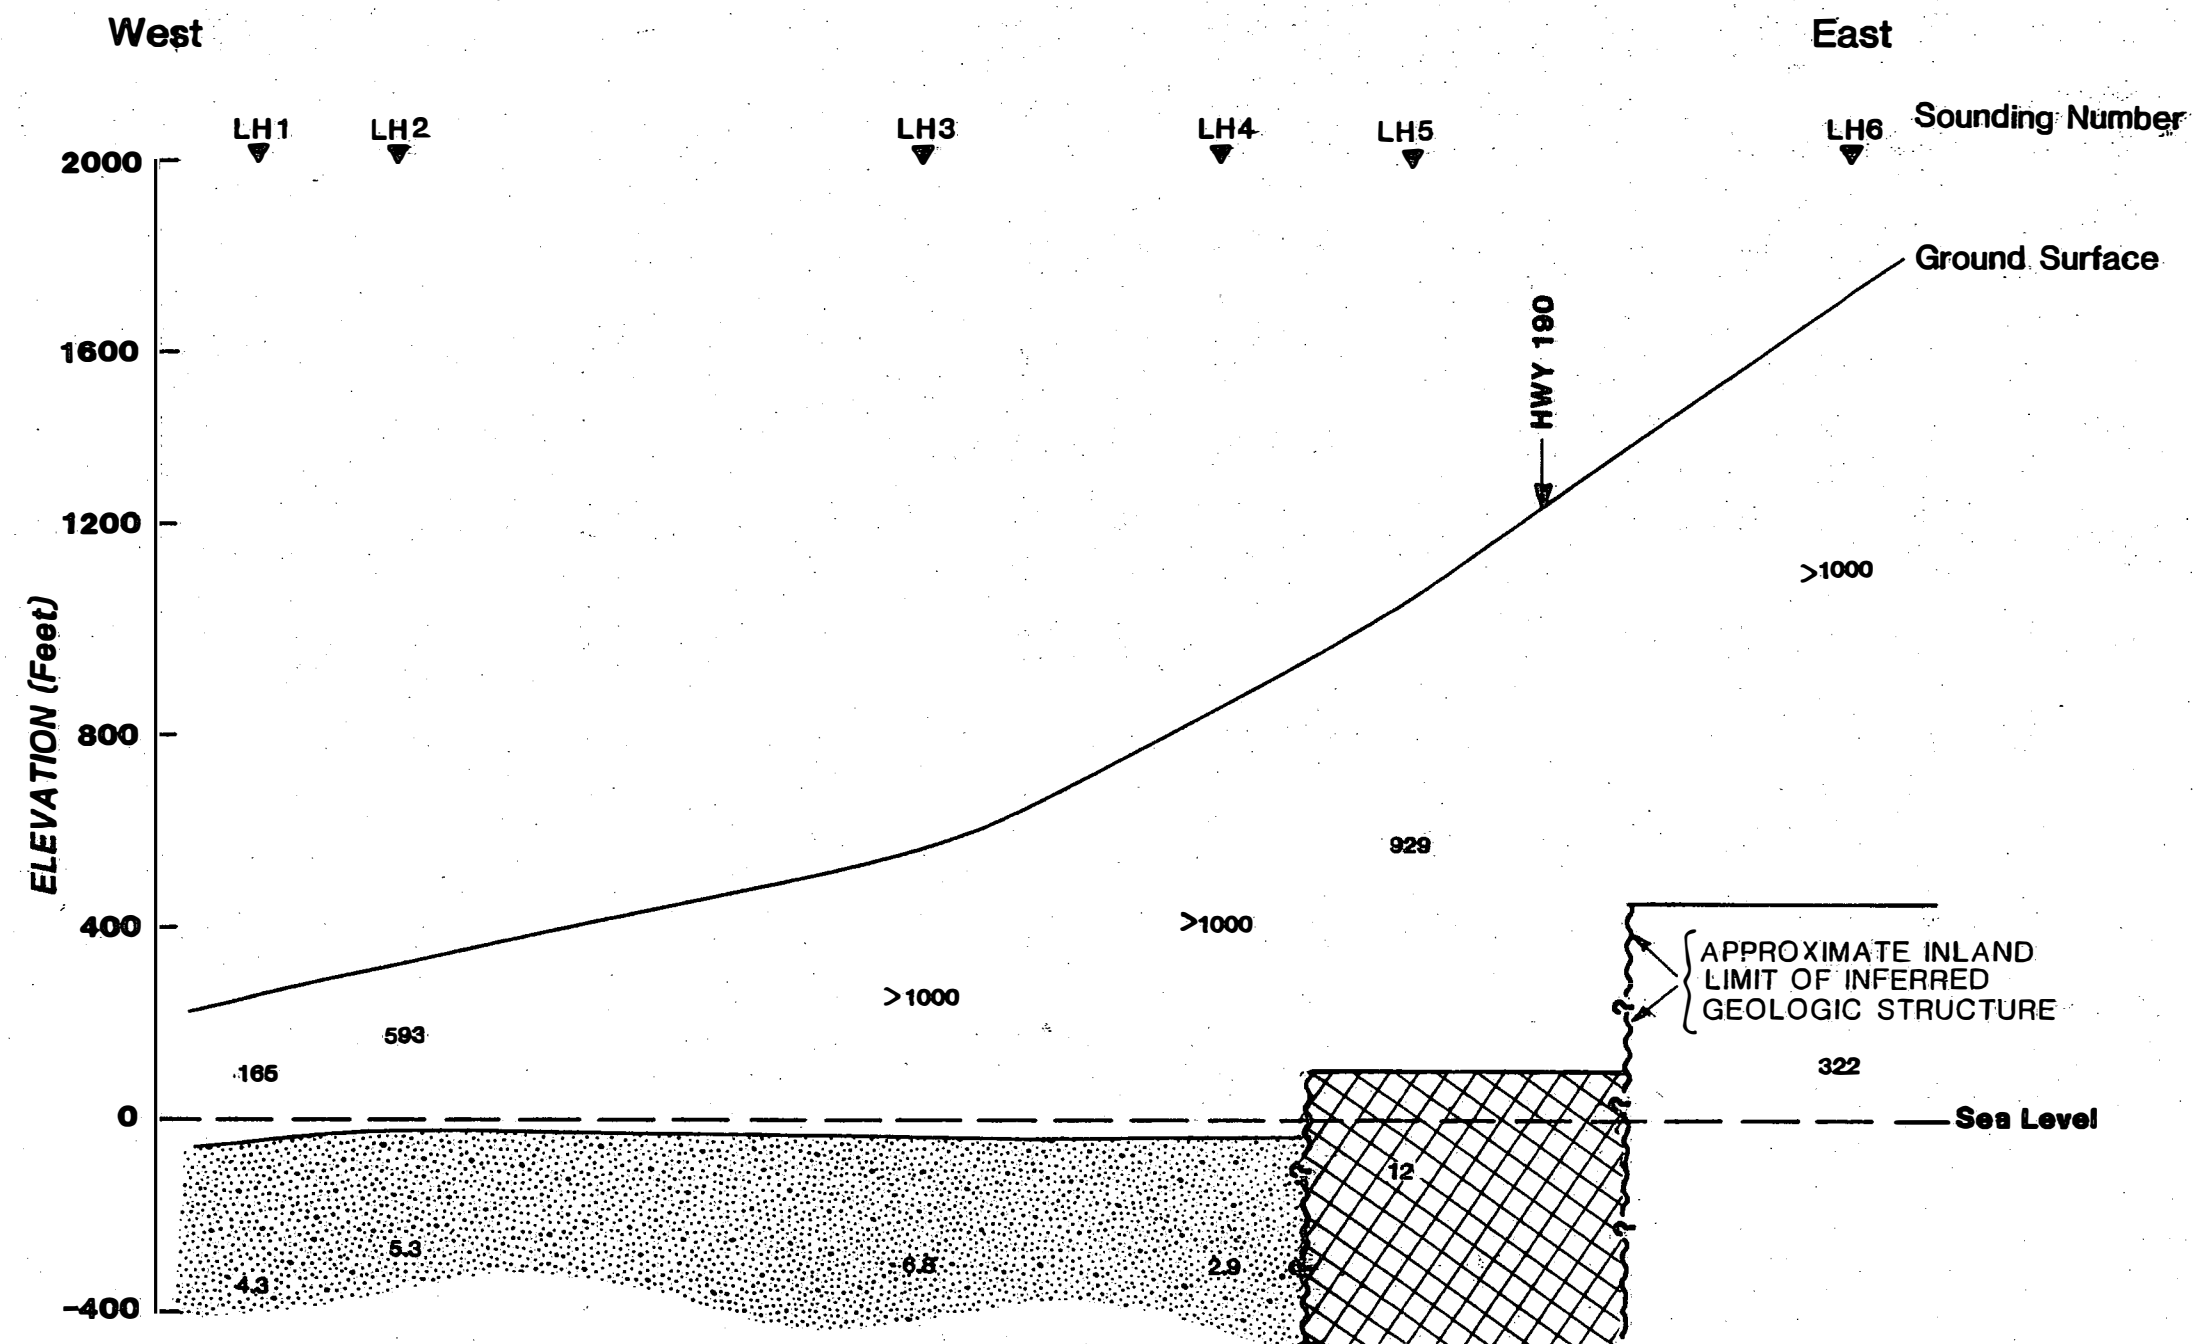 West
East
LH1
LH2
LH3
LH4
LH5
LH6
Sounding Number
2000
Ground Surface
HWY 190
1600
1200
>1000
ELEVATION (Feet)
800
929
400
>1000
APPROXIMATE INLAND
LIMIT OF INFERRED
GEOLOGIC STRUCTURE
>1000
?
593
165
322
?
0
Sea Level
?
12
?
5.3
2.9
4.3
-400